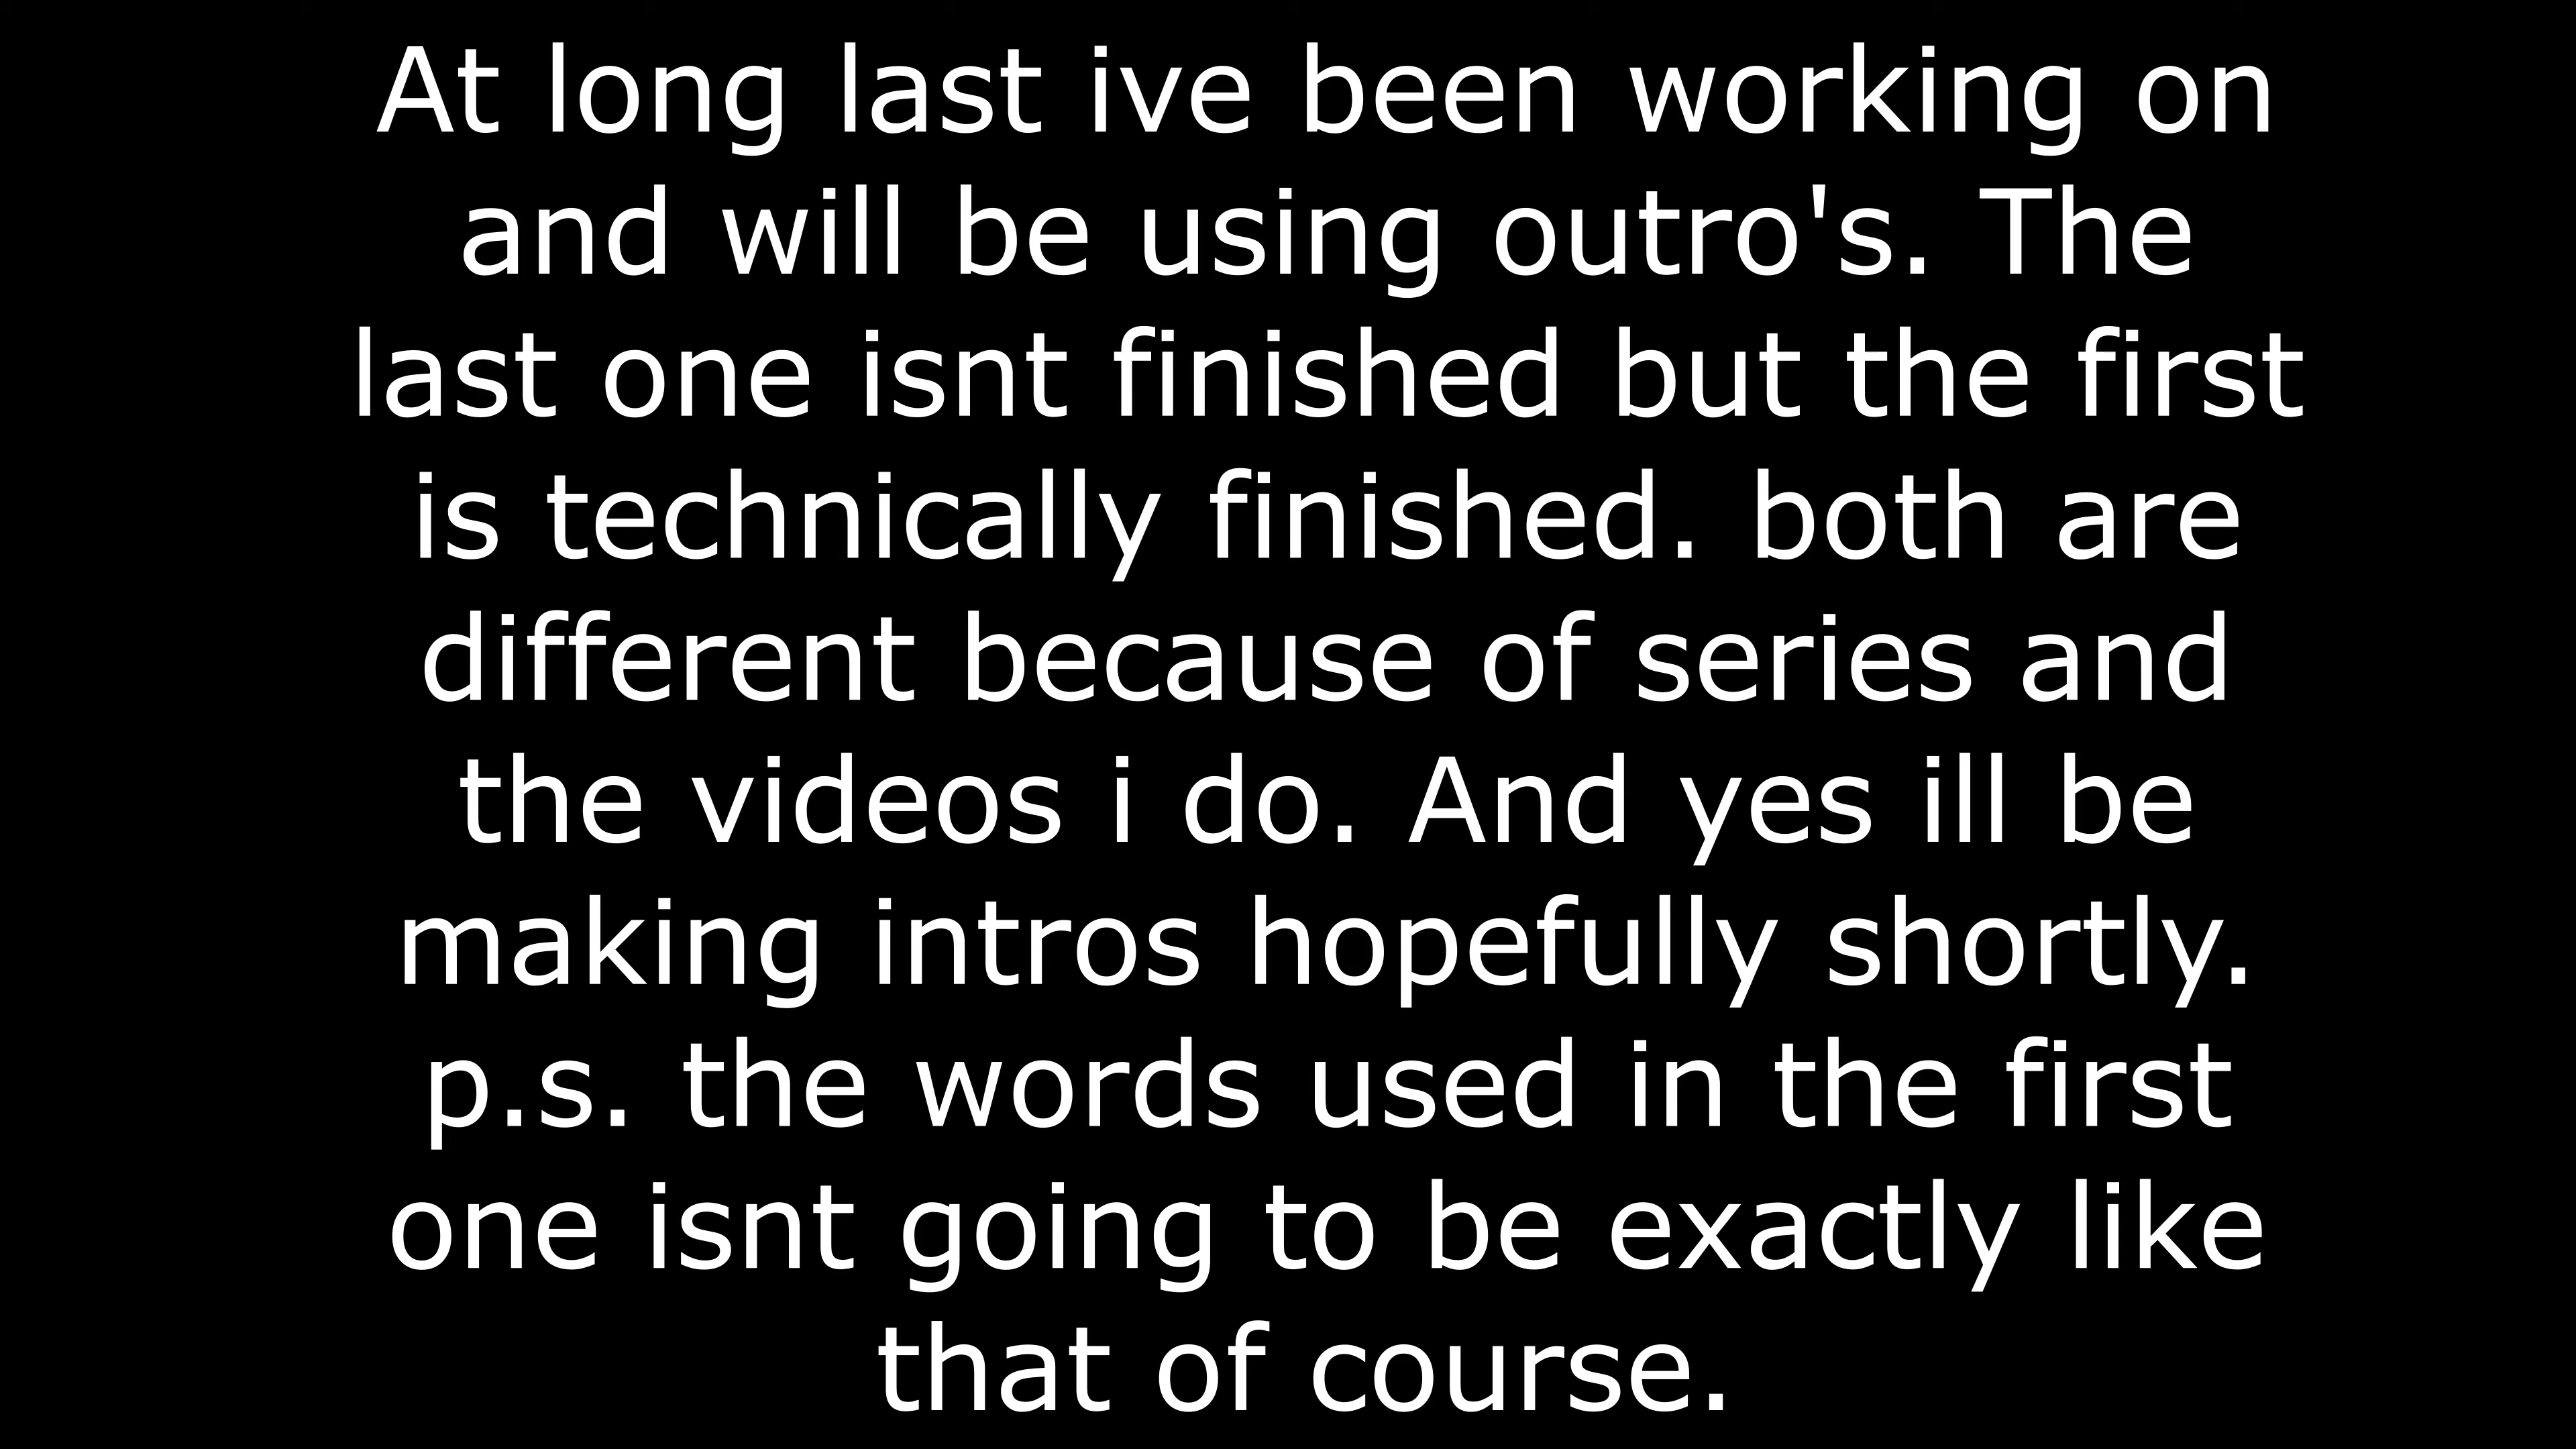 At long last ive been working on
and will be using outro's. The
last one isnt finished but the first
is technically finished. both are
different because of series and
the videos i do. And yes ill be
making intros hopefully shortly.
p.s. the words used in the first
one isnt going to be exactly like
that of course.